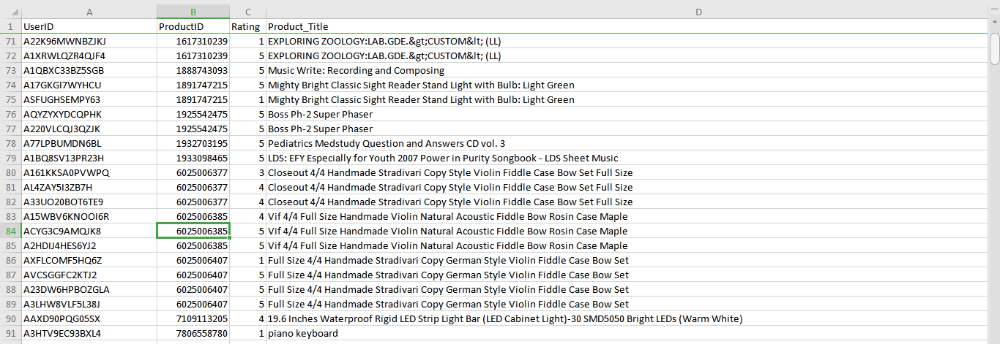 A B C D
1 UserID ProductID Rating Product_Title
71 A22K96MWNBZJKJ 1617310239 1 EXPLORING ZOOLOGY:LAB.GDE.&gt;CUSTOM&lt; (LL)
72 A1XRWLQZR4QJF4 1617310239 5 EXPLORING ZOOLOGY:LAB.GDE.&gt;CUSTOM&lt; (LL)
73 A1QBXC33BZ5SGB 1888743093 5 Music Write: Recording and Composing
74 A17GKGI7WYHCU 1891747215 5 Mighty Bright Classic Sight Reader Stand Light with Bulb: Light Green
75 ASFUGHSEMPY63 1891747215 1 Mighty Bright Classic Sight Reader Stand Light with Bulb: Light Green
76 AQYZYXYDCQPHK 1925542475 5 Boss Ph-2 Super Phaser
77 A220VLCQJ3QZJK 1925542475 5 Boss Ph-2 Super Phaser
78 A77LPBUMDN6BL 1932703195 5 Pediatrics Medstudy Question and Answers CD vol. 3
79 A1BQ8SV13PR23H 1933098465 5 LDS: EFY Especially for Youth 2007 Power in Purity Songbook - LDS Sheet Music
80 A161KKSA0PVWPQ 6025006377 3 Closeout 4/4 Handmade Stradivari Copy Style Violin Fiddle Case Bow Set Full Size
81 AL4ZAY5I3ZB7H 6025006377 4 Closeout 4/4 Handmade Stradivari Copy Style Violin Fiddle Case Bow Set Full Size
82 A33UO20BOT6TE9 6025006377 4 Closeout 4/4 Handmade Stradivari Copy Style Violin Fiddle Case Bow Set Full Size
83 A15WBV6KNOOI6R 6025006385 4 Vif 4/4 Full Size Handmade Violin Natural Acoustic Fiddle Bow Rosin Case Maple
84 ACYG3C9AMQJK8 6025006385 5 Vif 4/4 Full Size Handmade Violin Natural Acoustic Fiddle Bow Rosin Case Maple
85 A2HDIJ4HES6YJ2 6025006385 5 Vif 4/4 Full Size Handmade Violin Natural Acoustic Fiddle Bow Rosin Case Maple
86 AXFLCOMF5HQ6Z 6025006407 1 Full Size 4/4 Handmade Stradivari Copy German Style Violin Fiddle Case Bow Set
87 AVCSGGFC2KTJ2 6025006407 5 Full Size 4/4 Handmade Stradivari Copy German Style Violin Fiddle Case Bow Set
88 A23DW6HPBOZGLA 6025006407 5 Full Size 4/4 Handmade Stradivari Copy German Style Violin Fiddle Case Bow Set
89 A3LHW8VLF5L38J 6025006407 5 Full Size 4/4 Handmade Stradivari Copy German Style Violin Fiddle Case Bow Set
90 AAXD90PQG05SX 7109113205 4 19.6 Inches Waterproof Rigid LED Strip Light Bar (LED Cabinet Light)-30 SMD5050 Bright LEDs (Warm White)
91 A3HTV9EC93BXL4 7806558780 1 piano keyboard